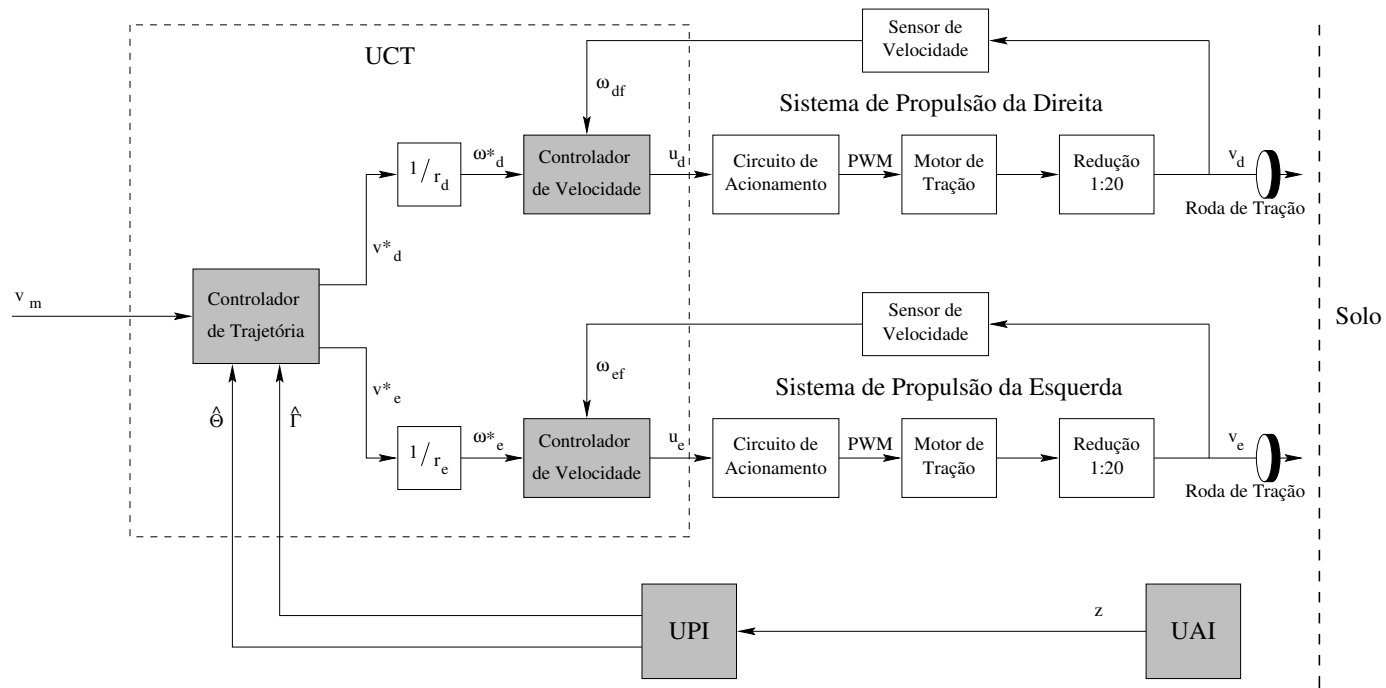 UCT
Sensor de
Velocidade
ω df
Sistema de Propulsão da Direita
1/ r d
ω* d
Controlador
de Velocidade
u d
Circuito de
Acionamento
PWM
Motor de
Tração
Redução
1:20
v d
Roda de Tração
v* d
v m
Controlador
de Trajetória
Sensor de
Velocidade
Solo
v* e
ω ef
Sistema de Propulsão da Esquerda
Θ̂
Γ̂
1/ r e
ω* e
Controlador
de Velocidade
u e
Circuito de
Acionamento
PWM
Motor de
Tração
Redução
1:20
v e
Roda de Tração
UPI
z
UAI